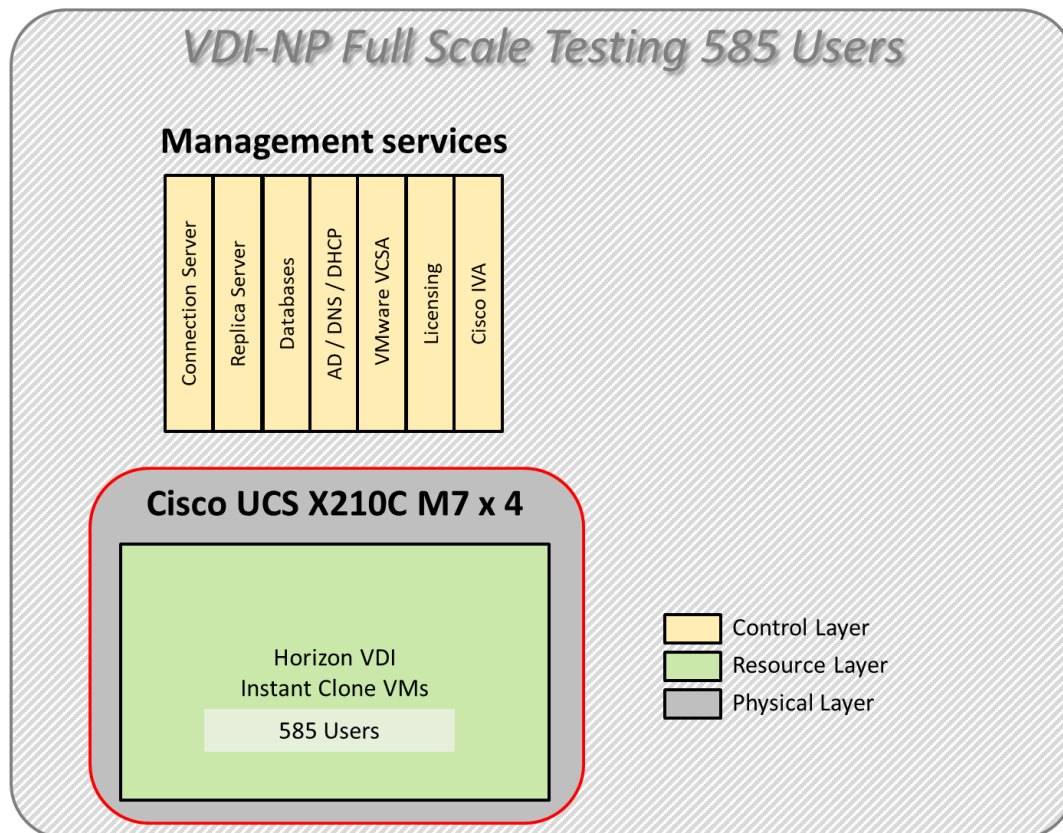 VDI-NP Full Scale Testing 585 Users
Management services
Connection Server
Replica Server
Databases
AD / DNS / DHCP
VMware VCSA
Licensing
Cisco IVA
Cisco UCS X210C M7 x 4
Horizon VDI
Instant Clone VMs
585 Users
Control Layer
Resource Layer
Physical Layer